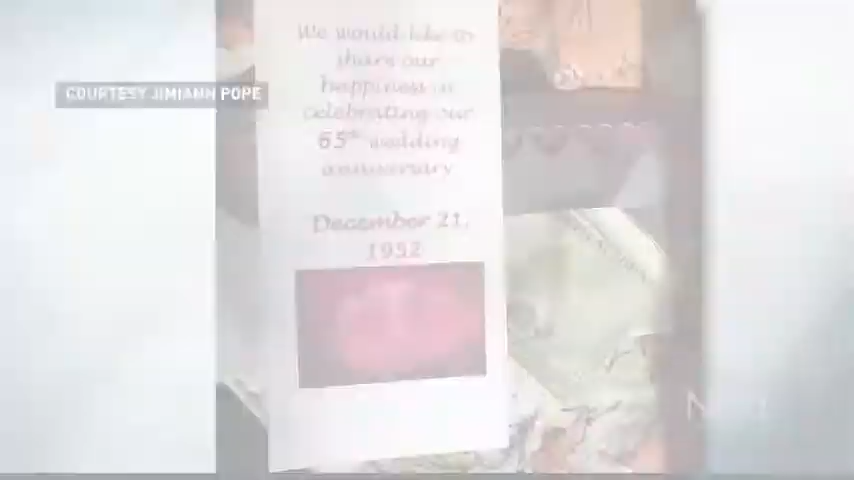 COURTESY JIMIANN POPE
We would like to
share our
happiness in
celebrating our
65th wedding
anniversary
December 21,
1952